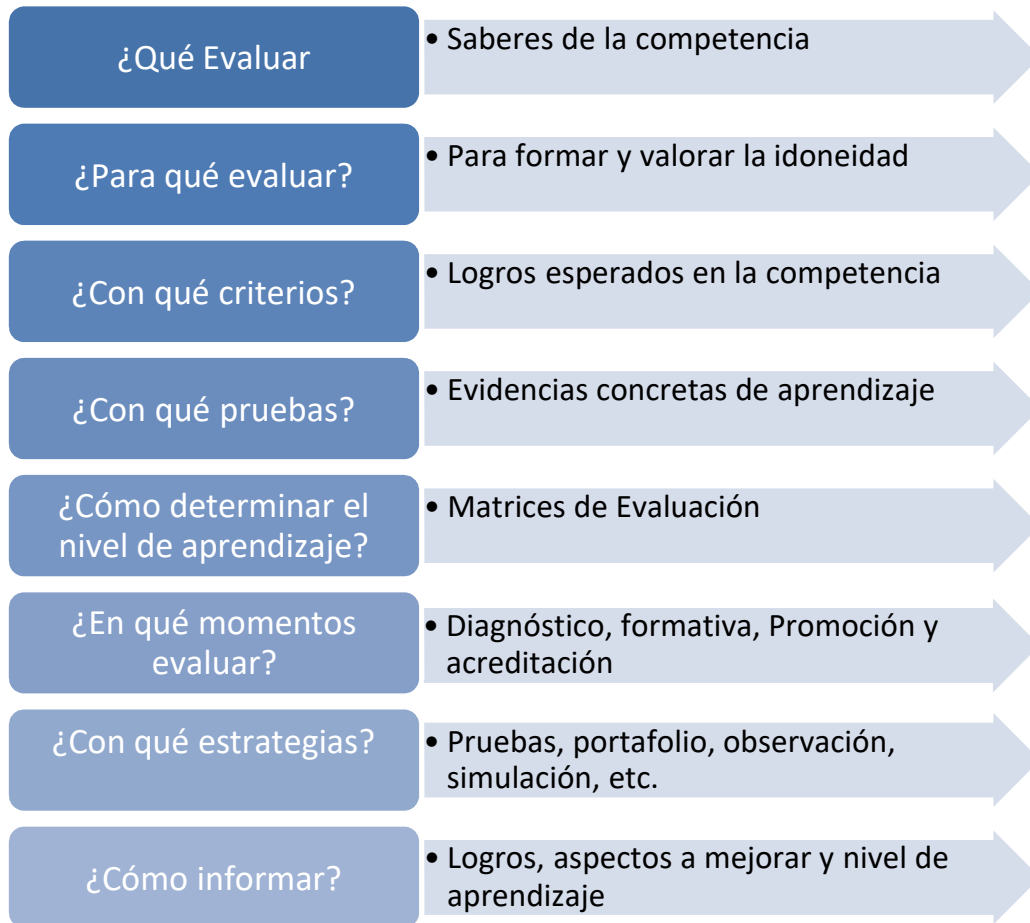 ¿Qué Evaluar
• Saberes de la competencia
¿Para qué evaluar?
• Para formar y valorar la idoneidad
¿Con qué criterios?
• Logros esperados en la competencia
¿Con qué pruebas?
• Evidencias concretas de aprendizaje
¿Cómo determinar el
nivel de aprendizaje?
• Matrices de Evaluación
¿En qué momentos
evaluar?
• Diagnóstico, formativa, Promoción y
acreditación
¿Con qué estrategias?
• Pruebas, portafolio, observación,
simulación, etc.
¿Cómo informar?
• Logros, aspectos a mejorar y nivel de
aprendizaje